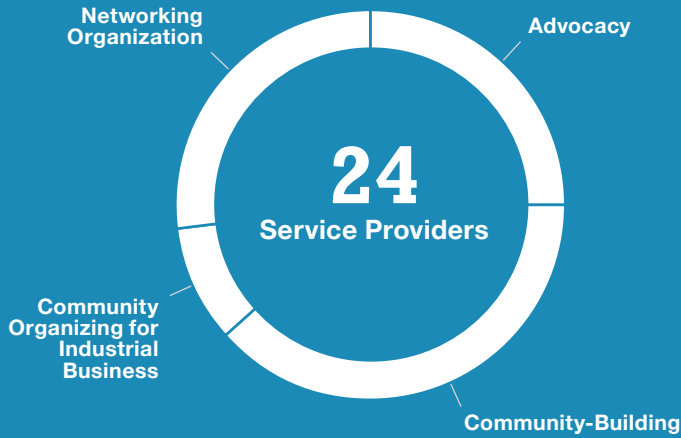 Networking
Organization
Advocacy
24
Service Providers
Community
Organizing for
Industrial
Business
Community-Building